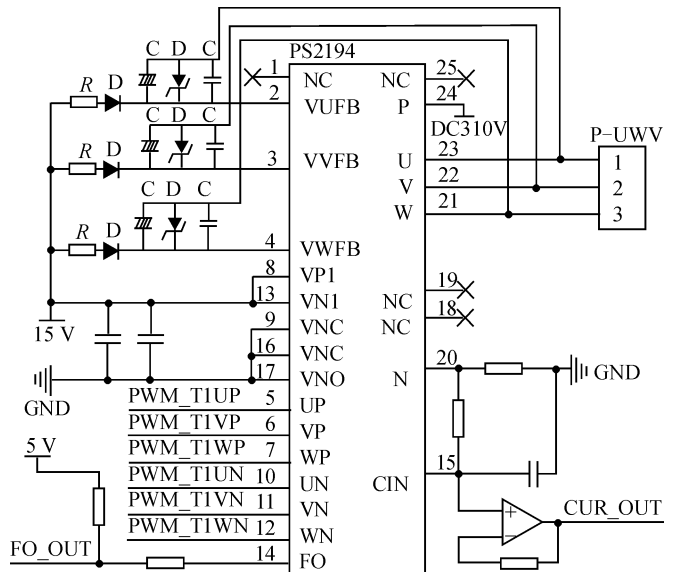 PS2194
C D C
1 NC
NC 25
R D
2 VUFB
P 24
DC310V
C D C
P-UWV
R D
3 VVFB
U 23
1
V 22
2
W 21
3
C D C
R D
4 VWFB
8 VP1
13 VN1
NC 19
15 V
9 VNC
NC 18
16 VNC
17 VNO
N 20
GND
GND
PWM_T1UP 5 UP
PWM_T1VP 6 VP
PWM_T1WP 7 WP
5 V
PWM_T1UN 10 UN
CIN 15
PWM_T1VN 11 VN
PWM_T1WN 12 WN
+
−
CUR_OUT
FO_OUT
14 FO